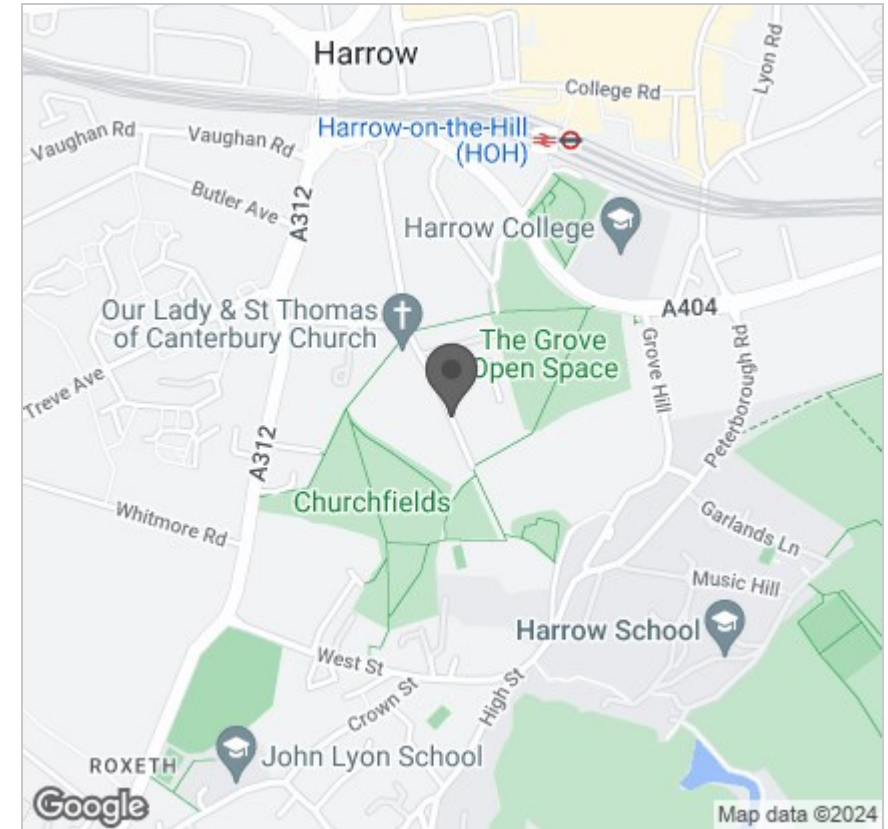 Harrow
College Rd
Lyon Rd
Harrow-on-the-Hill
(HOH)
Vaughan Rd
Vaughan Rd
Butler Ave
A312
Harrow College
Our Lady & St Thomas
of Canterbury Church
A404
The Grove
Open Space
Grove Hill
Peterborough Rd
Treve Ave
A312
Churchfields
Whitmore Rd
Garlands Ln
Music Hill
Harrow School
West St
Crown St
High St
ROXETH
John Lyon School
Google
Map data ©2024